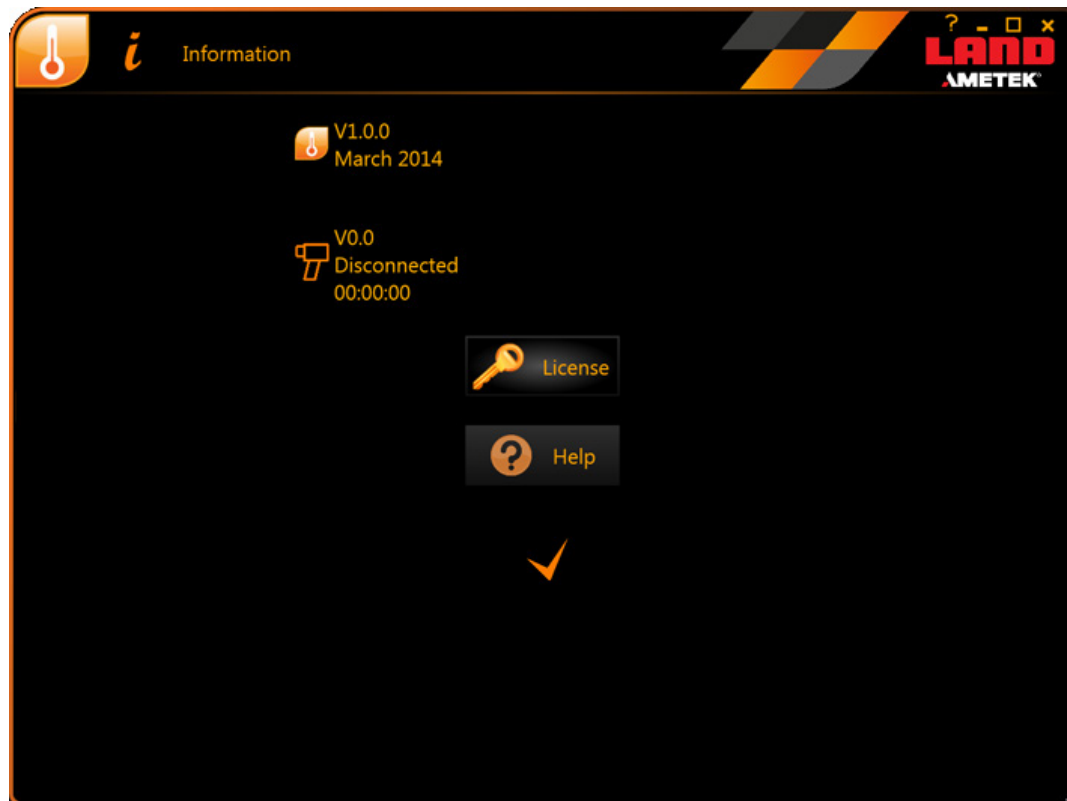 Information
LAND
AMETEK®
V1.0.0
March 2014
V0.0
Disconnected
00:00:00
License
Help